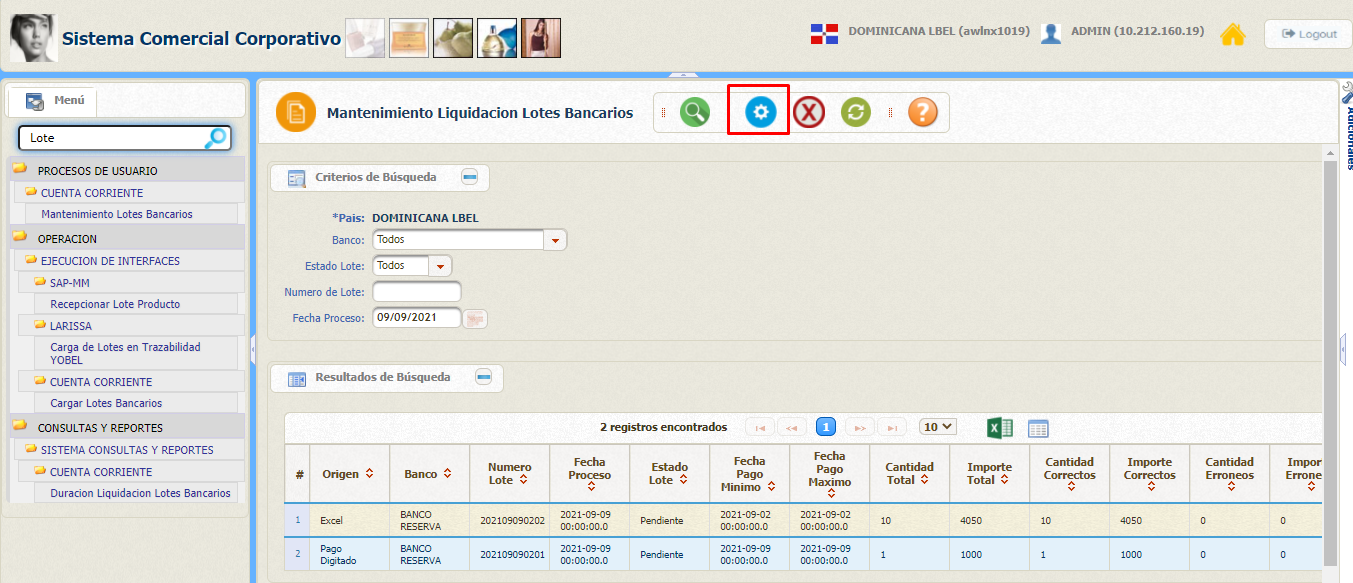 Sistema Comercial Corporativo
DOMINICANA LBEL (awlnx1019)
ADMIN (10.212.160.19)
Logout
Menú
Lote
PROCESOS DE USUARIO
CUENTA CORRIENTE
Mantenimiento Lotes Bancarios
OPERACION
EJECUCION DE INTERFACES
SAP-MM
Recepcionar Lote Producto
LARISSA
Carga de Lotes en Trazabilidad
YOBEL
CUENTA CORRIENTE
Cargar Lotes Bancarios
CONSULTAS Y REPORTES
SISTEMA CONSULTAS Y REPORTES
CUENTA CORRIENTE
Duracion Liquidacion Lotes Bancarios
Mantenimiento Liquidacion Lotes Bancarios
Criterios de Búsqueda
*Pais: DOMINICANA LBEL
Banco: Todos
Estado Lote: Todos
Numero de Lote:
Fecha Proceso: 09/09/2021
Resultados de Búsqueda
2 registros encontrados 1 10
# Origen Banco Numero Lote Fecha Proceso Estado Lote Fecha Pago Minimo Fecha Pago Maximo Cantidad Total Importe Total Cantidad Correctos Importe Correctos Cantidad Erroneos Impor Errone
1 Excel BANCO RESERVA 202109090202 2021-09-09 00:00:00.0 Pendiente 2021-09-02 00:00:00.0 2021-09-02 00:00:00.0 10 4050 10 4050 0 0
2 Pago Digitado BANCO RESERVA 202109090201 2021-09-09 00:00:00.0 Pendiente 2021-09-09 00:00:00.0 2021-09-09 00:00:00.0 1 1000 1 1000 0 0